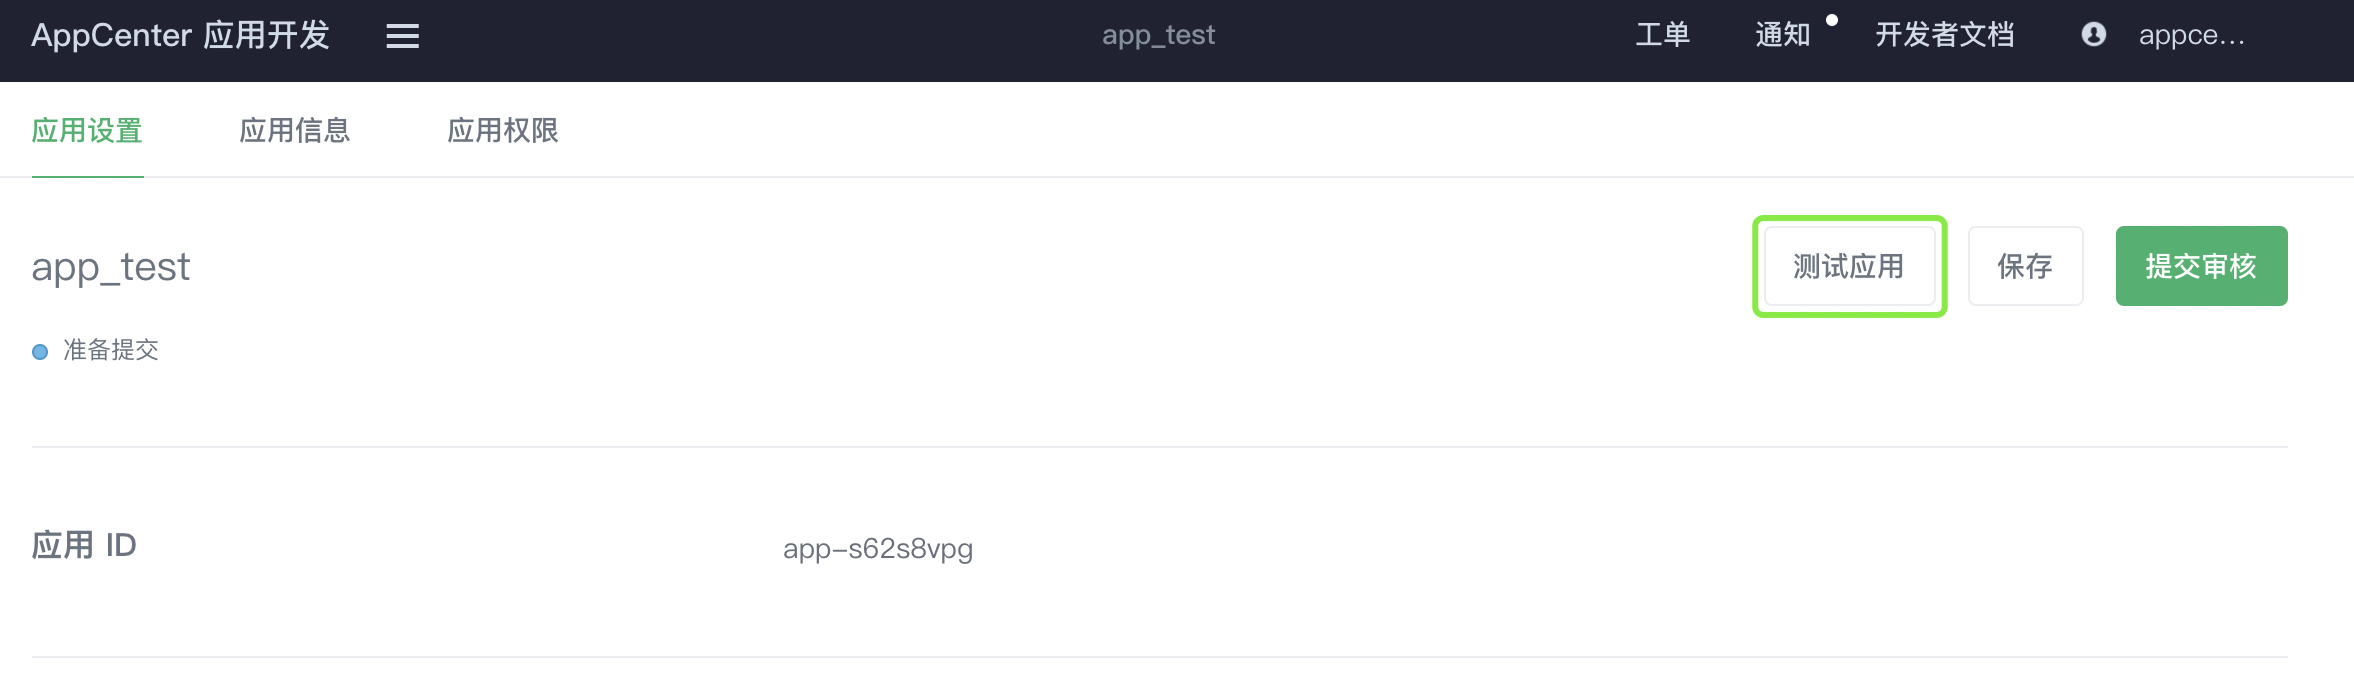 AppCenter 应用开发 app_test 工单 通知 开发者文档 appce...
应用设置 应用信息 应用权限
app_test 测试应用 保存 提交审核
准备提交
应用 ID app-s62s8vpg